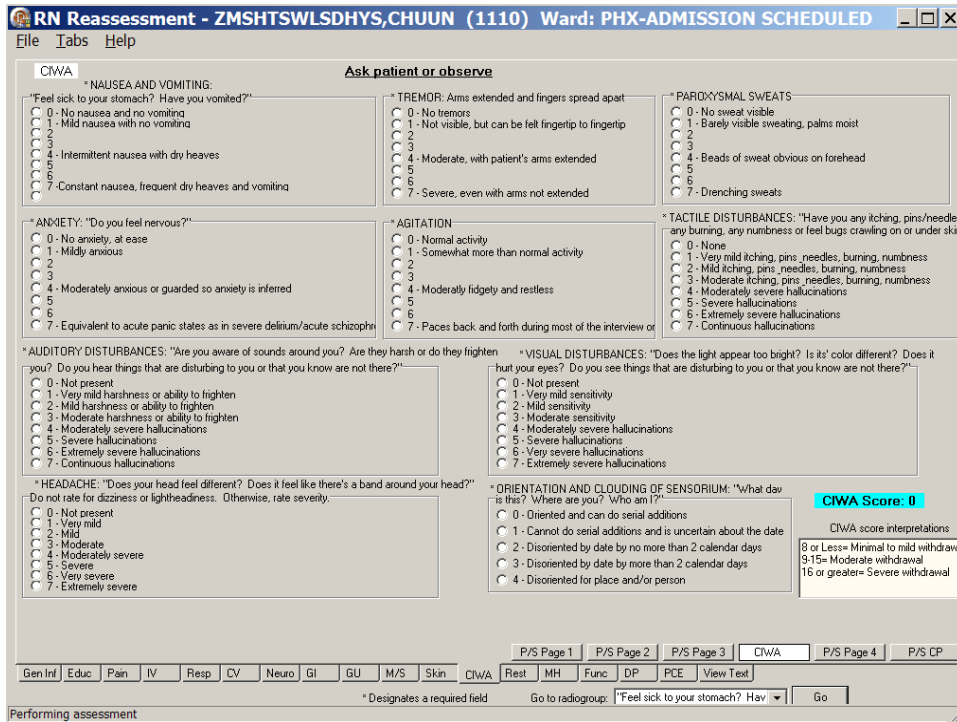 RN Reassessment - ZMSHTSWLSDHYS,CHUUN (1110) Ward: PHX-ADMISSION SCHEDULED
File Tabs Help
CIWA
Ask patient or observe
* NAUSEA AND VOMITING:
"Feel sick to your stomach? Have you vomited?"
0 - No nausea and no vomiting
1 - Mild nausea with no vomiting
2
3
4 - Intermittent nausea with dry heaves
5
6
7 -Constant nausea, frequent dry heaves and vomiting
* TREMOR: Arms extended and fingers spread apart
0 - No tremors
1 - Not visible, but can be felt fingertip to fingertip
2
3
4 - Moderate, with patient's arms extended
5
6
7 - Severe, even with arms not extended
* PAROXYSMAL SWEATS
0 - No sweat visible
1 - Barely visible sweating, palms moist
2
3
4 - Beads of sweat obvious on forehead
5
6
7 - Drenching sweats
* ANXIETY: "Do you feel nervous?"
0 - No anxiety, at ease
1 - Mildly anxious
2
3
4 - Moderately anxious or guarded so anxiety is inferred
5
6
7 - Equivalent to acute panic states as in severe delirium/acute schizophr
* AGITATION
0 - Normal activity
1 - Somewhat more than normal activity
2
3
4 - Moderatly fidgety and restless
5
6
7 - Paces back and forth during most of the interview or
* TACTILE DISTURBANCES: "Have you any itching, pins/needle
any burning, any numbness or feel bugs crawling on or under ski
0 - None
1 - Very mild itching, pins_needles, burning, numbness
2 - Mild itching, pins_needles, burning, numbness
3 - Moderate itching, pins_needles, burning, numbness
4 - Moderately severe hallucinations
5 - Severe hallucinations
6 - Extremely severe hallucinations
7 - Continuous hallucinations
* AUDITORY DISTURBANCES: "Are you aware of sounds around you? Are they harsh or do they frighten
you? Do you hear things that are disturbing to you or that you know are not there?"
0 - Not present
1 - Very mild harshness or ability to frighten
2 - Mild harshness or ability to frighten
3 - Moderate harshness or ability to frighten
4 - Moderately severe hallucinations
5 - Severe hallucinations
6 - Extremely severe hallucinations
7 - Continuous hallucinations
* VISUAL DISTURBANCES: "Does the light appear too bright? Is its' color different? Does it
hurt your eyes? Do you see things that are disturbing to you or that you know are not there?"
0 - Not present
1 - Very mild sensitivity
2 - Mild sensitivity
3 - Moderate sensitivity
4 - Moderately severe hallucinations
5 - Severe hallucinations
6 - Very severe hallucinations
7 - Extremely severe hallucinations
* HEADACHE: "Does your head feel different? Does it feel like there's a band around your head?"
Do not rate for dizziness or lightheadiness. Otherwise, rate severity.
0 - Not present
1 - Very mild
2 - Mild
3 - Moderate
4 - Moderately severe
5 - Severe
6 - Very severe
7 - Extremely severe
* ORIENTATION AND CLOUDING OF SENSORIUM: "What day
is this? Where are you? Who am I?"
0 - Oriented and can do serial additions
1 - Cannot do serial additions and is uncertain about the date
2 - Disoriented by date by no more than 2 calendar days
3 - Disoriented by date by more than 2 calendar days
4 - Disoriented for place and/or person
CIWA Score: 0
CIWA score interpretations
8 or Less= Minimal to mild withdraw
9-15= Moderate withdrawal
16 or greater= Severe withdrawal
P/S Page 1 P/S Page 2 P/S Page 3 CIWA P/S Page 4 P/S CP
Gen Inf Educ Pain IV Resp CV Neuro GI GU M/S Skin CIWA Rest MH Func DP PCE View Text
* Designates a required field Go to radiogroup: "Feel sick to your stomach? Hav Go
Performing assessment